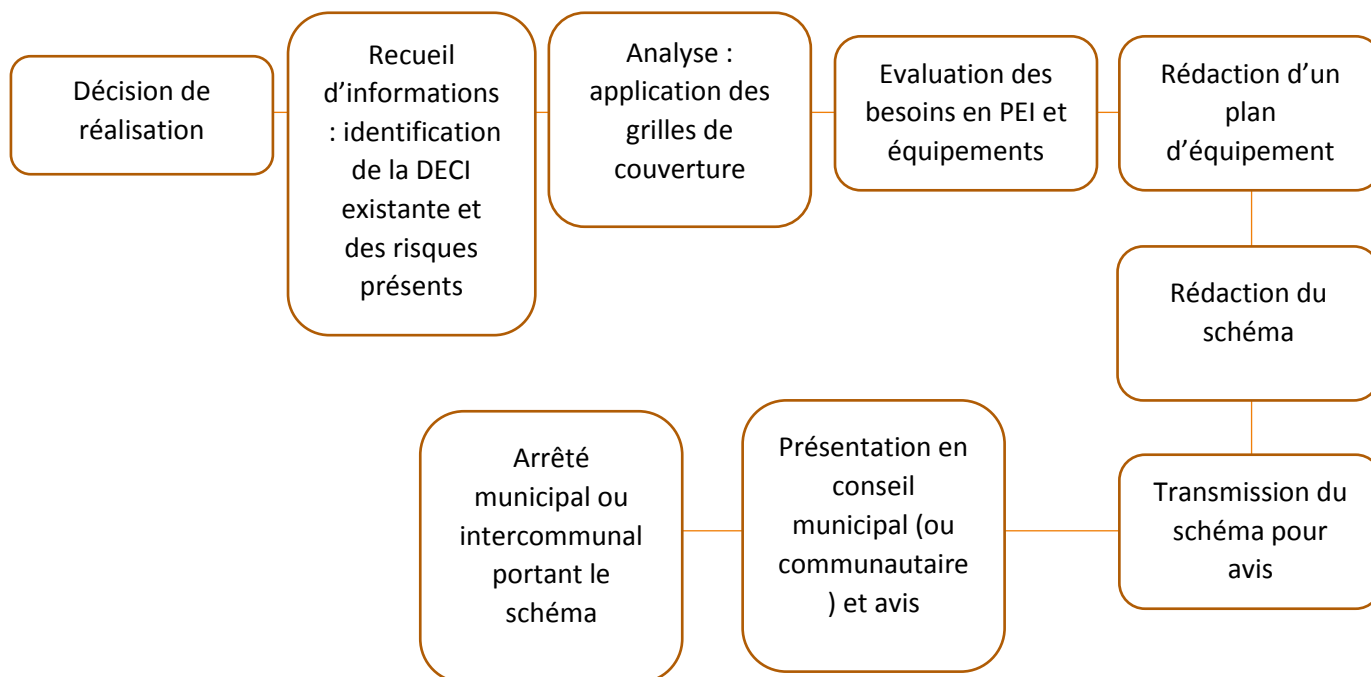 Décision de
réalisation
Recueil
d’informations
: identification
de la DECI
existante et
des risques
présents
Analyse :
application des
grilles de
couverture
Evaluation des
besoins en PEI et
équipements
Rédaction d’un
plan
d’équipement
Rédaction du
schéma
Transmission du
schéma pour
avis
Présentation en
conseil
municipal (ou
communautaire
) et avis
Arrêté
municipal ou
intercommunal
portant le
schéma